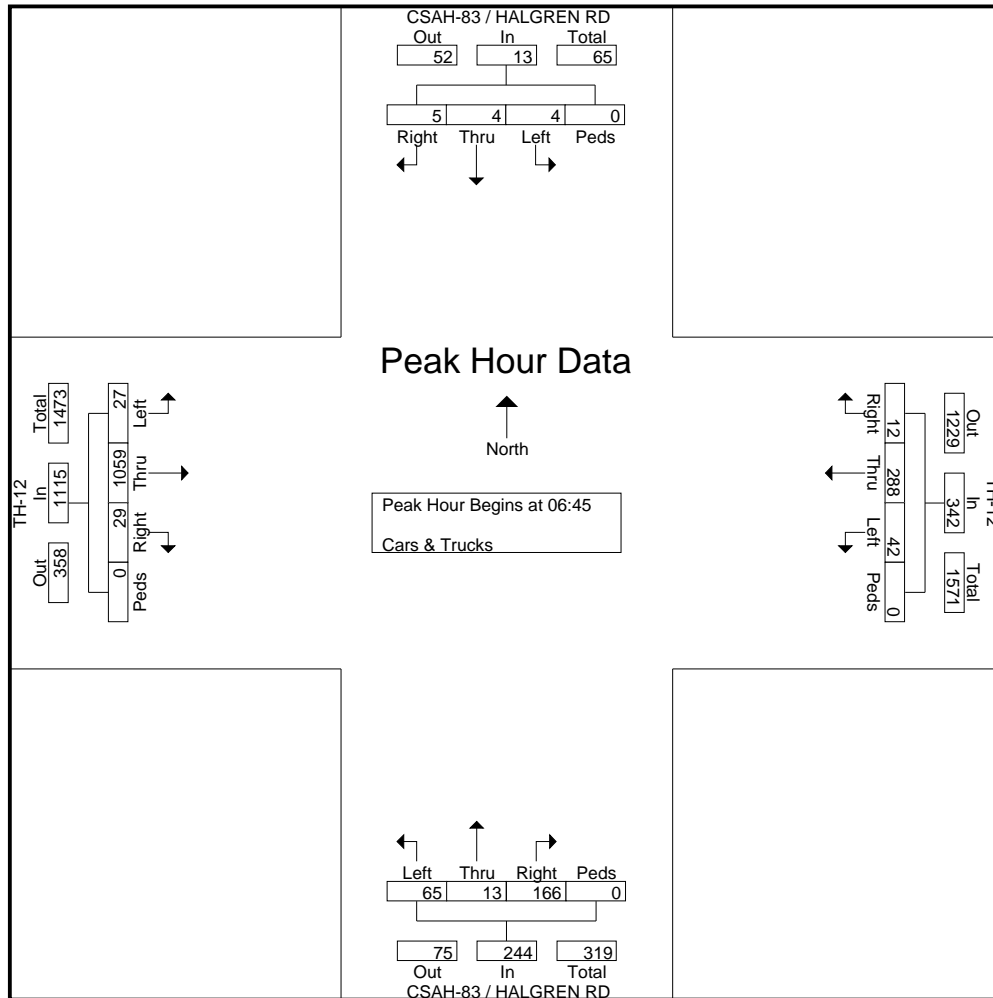 CSAH-83 / HALGREN RD
Out In Total
52 13 65
5 4 4 0
Right Thru Left Peds
Peak Hour Data
North
Peak Hour Begins at 06:45
Cars & Trucks
TH-12
Total In Out
1473 1115 358
27 1059 29 0
Left Thru Right Peds
Right Thru Left Peds
12 288 42 0
1229 342 1571
Out In Total
TH-12
Left Thru Right Peds
65 13 166 0
75 244 319
Out In Total
CSAH-83 / HALGREN RD